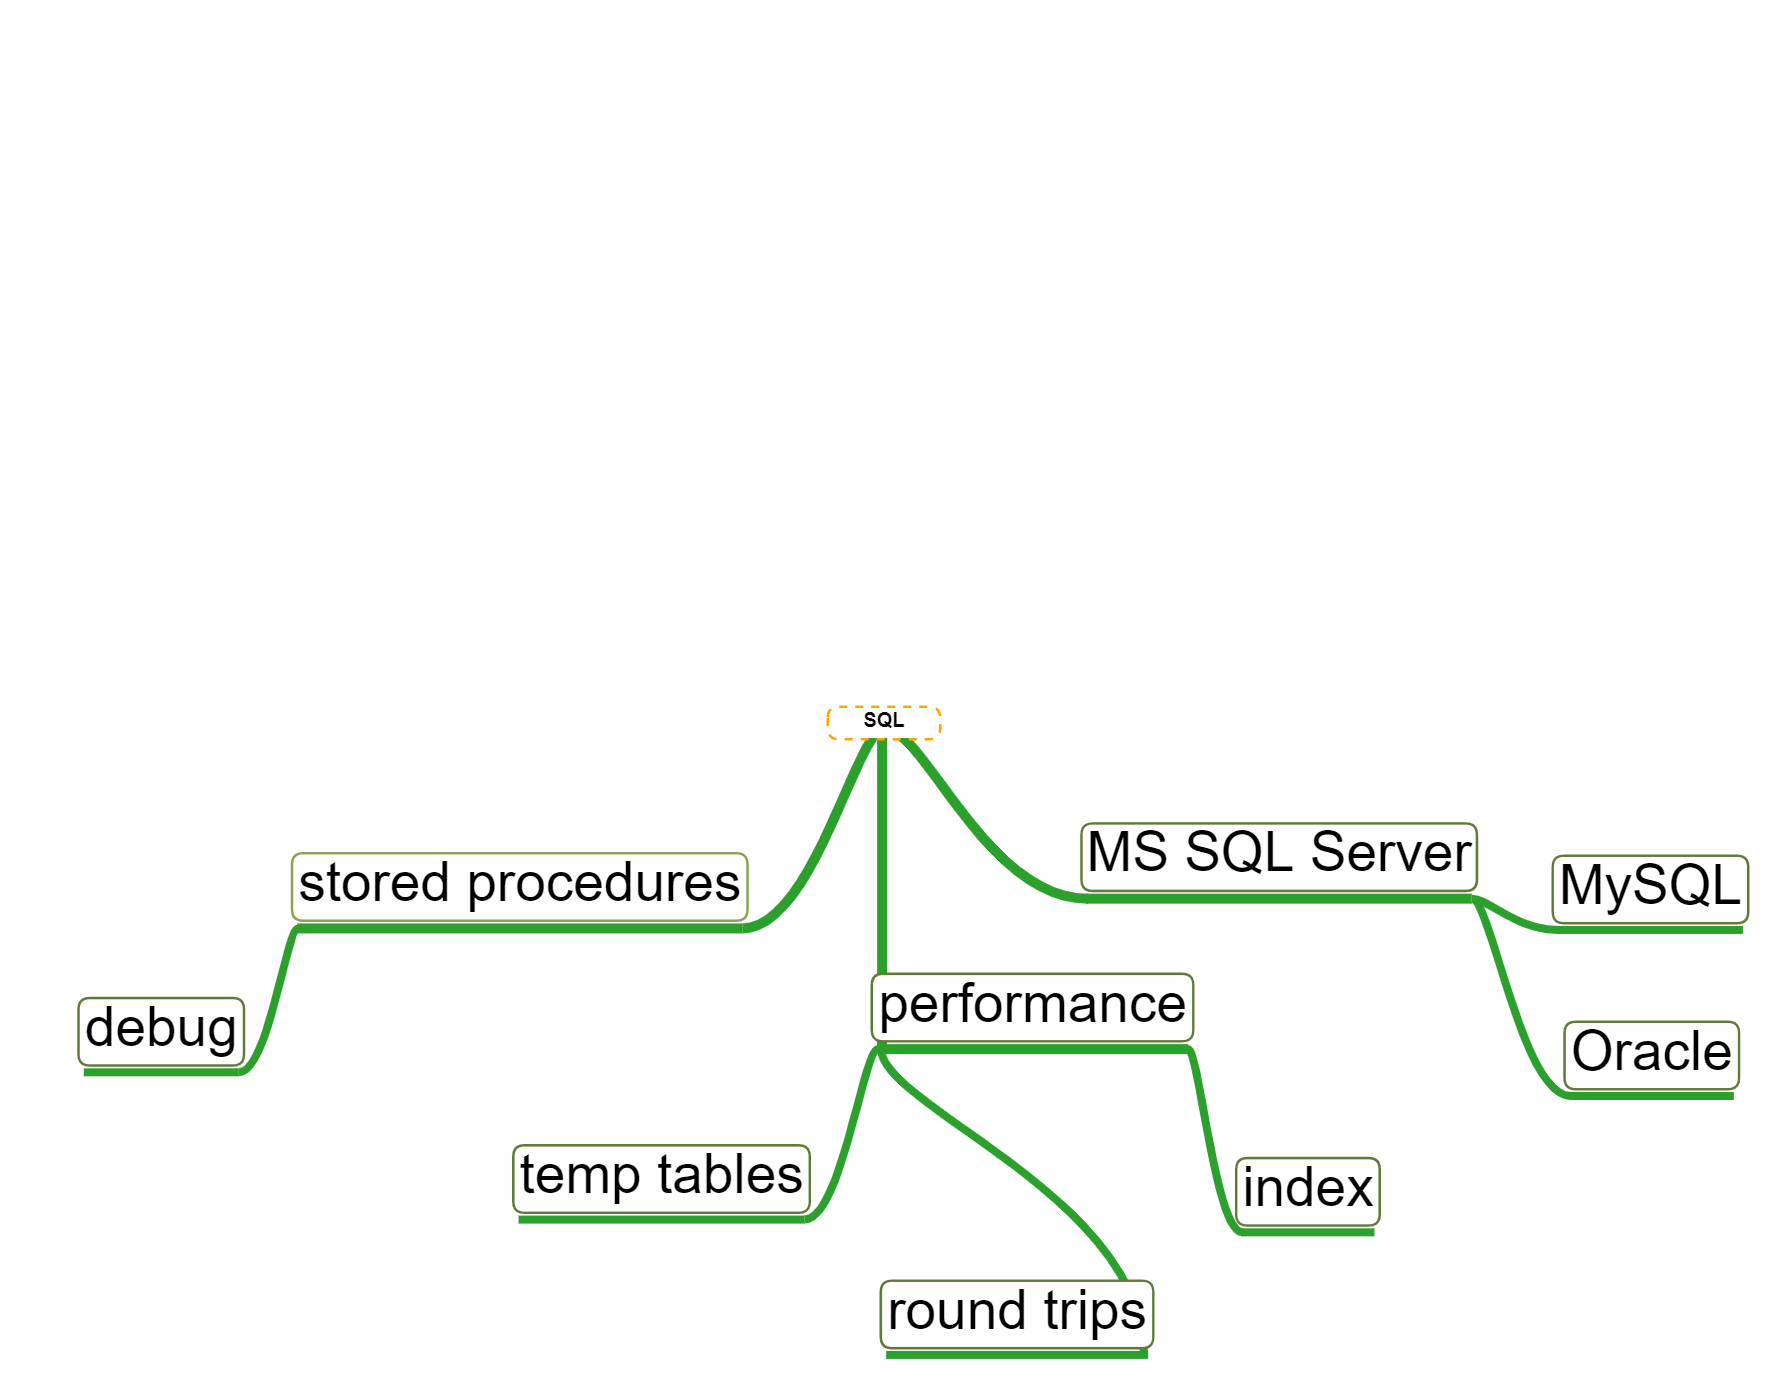 SQL
stored procedures
MS SQL Server
MySQL
debug
performance
Oracle
temp tables
index
round trips